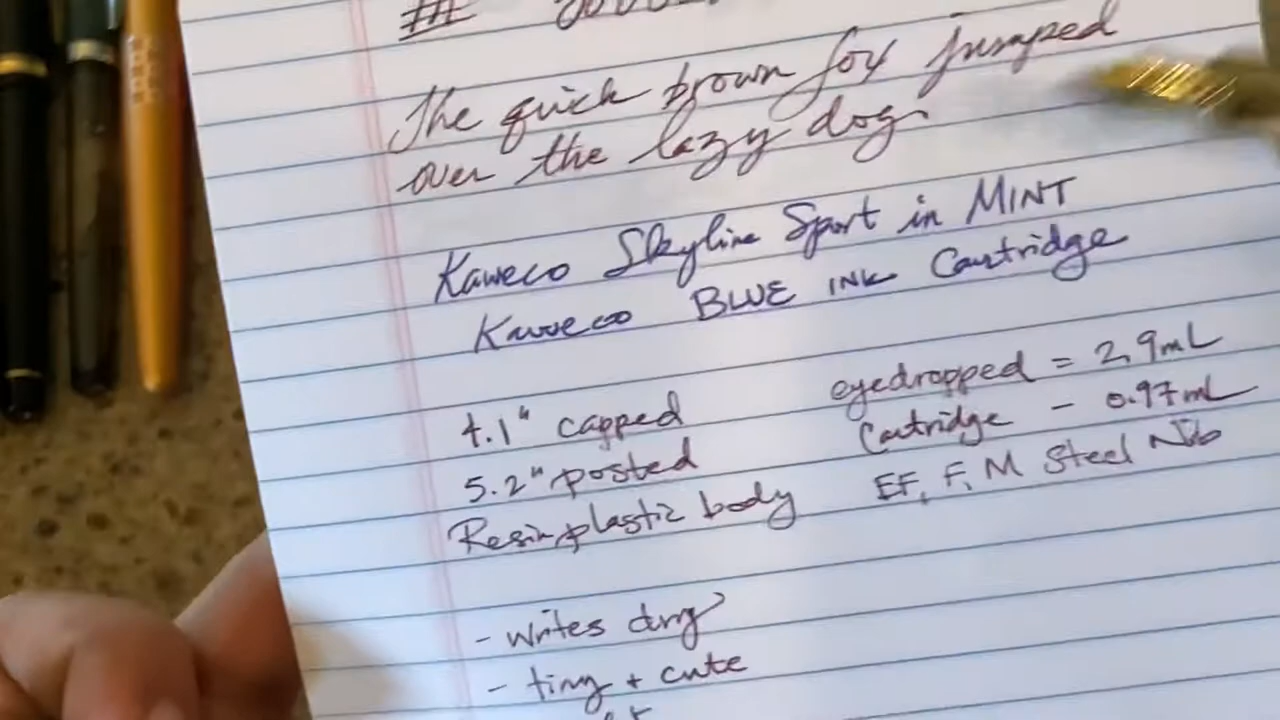 The quick brown fox jumped
over the lazy dog.
Kaweco Skyline Sport in MINT
Kaweco BLUE INK Cartridge
4.1" capped
5.2" posted
Resin, plastic body
eyedropped = 2.9mL
Cartridge - 0.97mL
EF, F, M Steel Nib
- writes dry
- tiny + cute